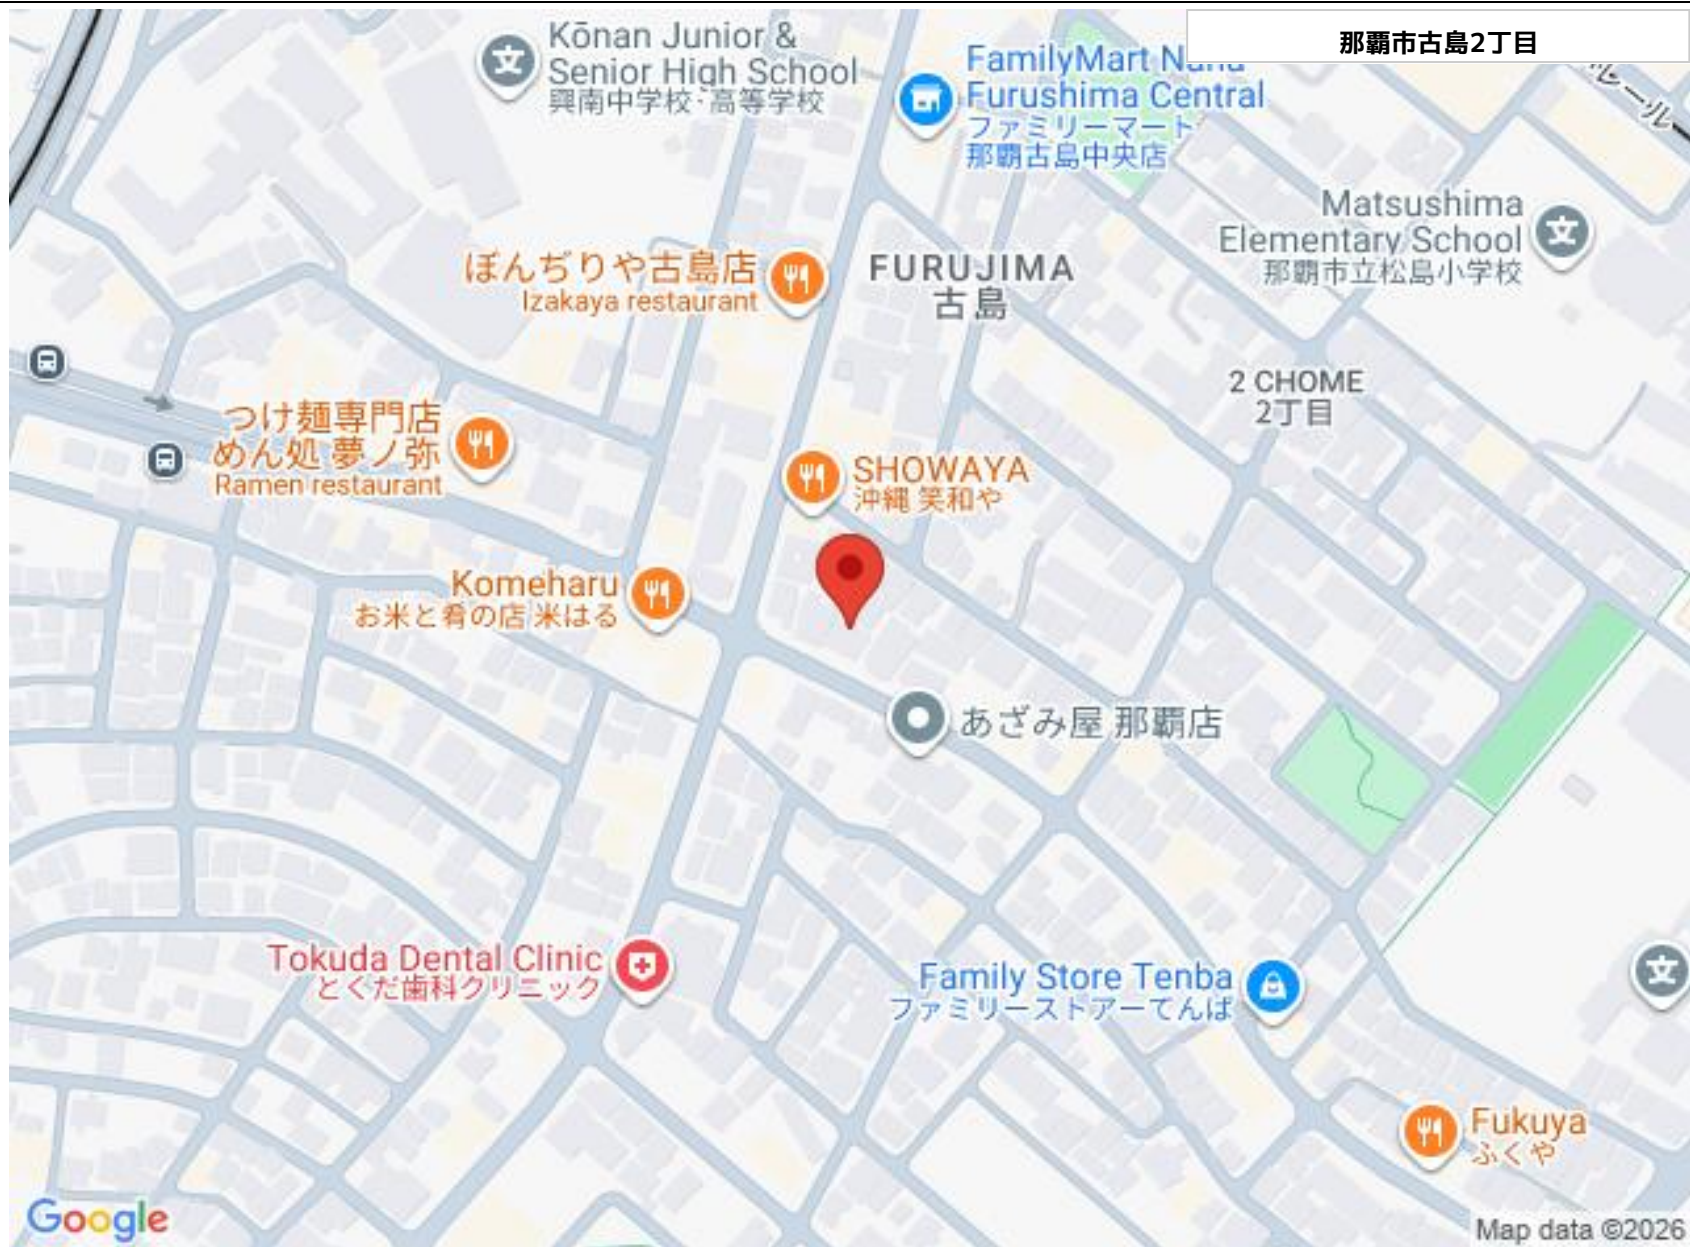 那覇市古島2丁目
Kōnan Junior &
Senior High School
興南中学校·高等学校
FamilyMart Naha
Furushima Central
ファミリーマート
那覇古島中央店
レール
Matsushima
Elementary School
那覇市立松島小学校
ぼんぢりや古島店
Izakaya restaurant
FURUJIMA
古島
2 CHOME
2丁目
つけ麺専門店
めん処 夢ノ弥
Ramen restaurant
SHOWAYA
沖縄 笑和や
Komeharu
お米と肴の店 米はる
あざみ屋 那覇店
Tokuda Dental Clinic
とくだ歯科クリニック
Family Store Tenba
ファミリーストアーてんば
Fukuya
ふくや
Google
Map data ©2026